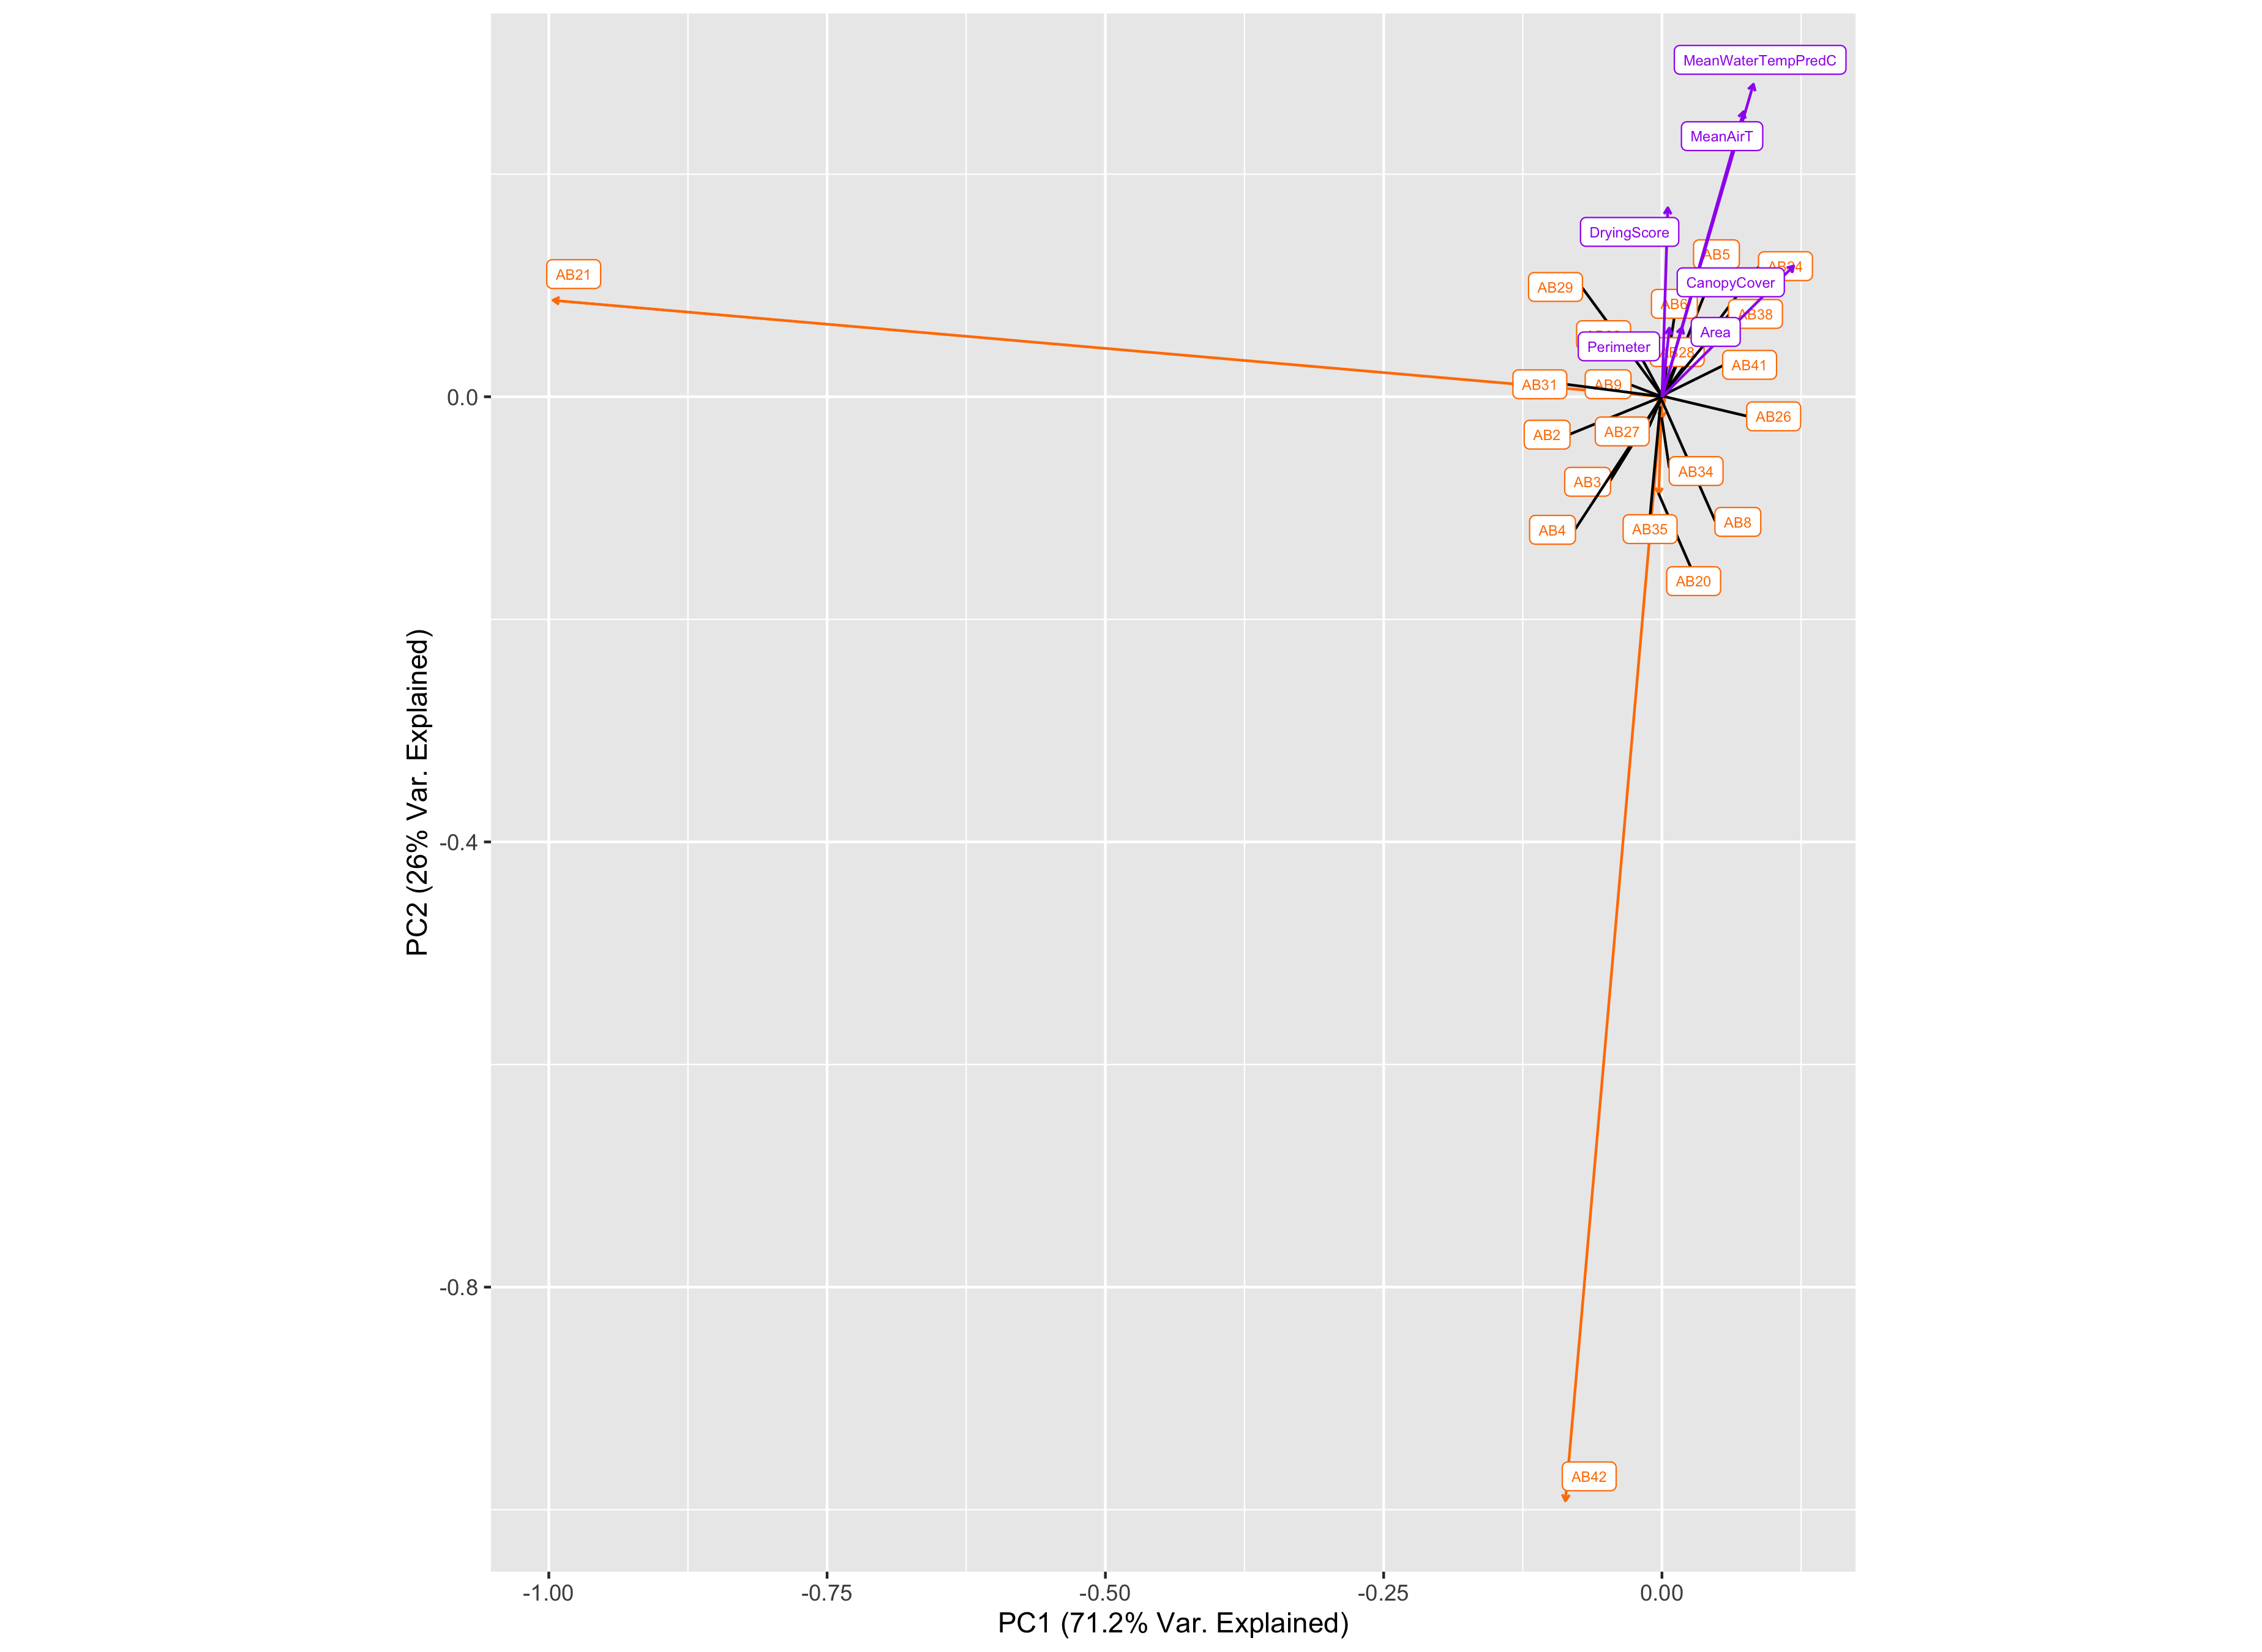 MeanWaterTempPredC
MeanAirT
DryingScore
AB5
AB21
AB29
CanopyCover
AB6
AB38
Area
Perimeter
AB28
AB41
0.0
AB31
AB9
AB26
AB2
AB27
AB34
AB3
AB8
AB4
AB35
AB20
PC2 (26% Var. Explained)
-0.4
-0.8
AB42
-1.00
-0.75
-0.50
-0.25
0.00
PC1 (71.2% Var. Explained)